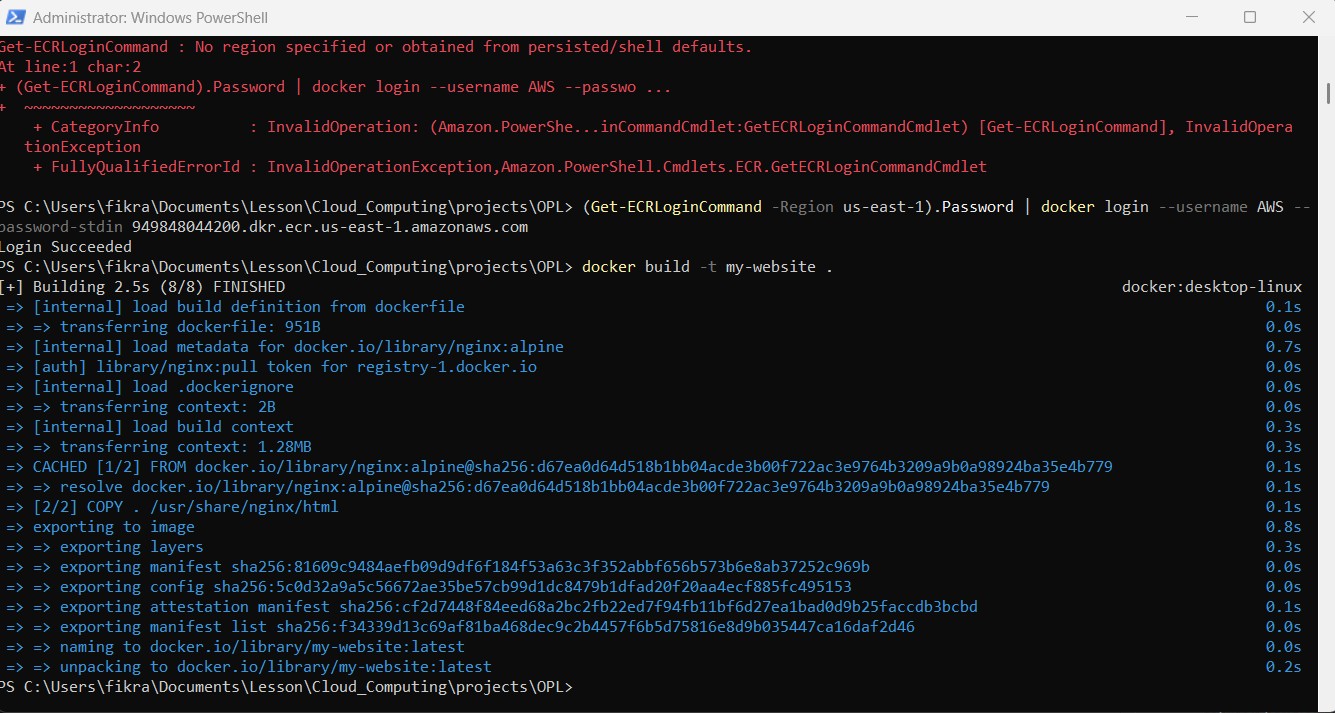 Administrator: Windows PowerShell
Get-ECRLoginCommand : No region specified or obtained from persisted/shell defaults.
At line:1 char:2
+ (Get-ECRLoginCommand).Password | docker login --username AWS --passwo ...
+  ~~~~~~~~~~~~~~~~~~~
    + CategoryInfo          : InvalidOperation: (Amazon.PowerShe...inCommandCmdlet:GetECRLoginCommandCmdlet) [Get-ECRLoginCommand], InvalidOpera
   tionException
    + FullyQualifiedErrorId : InvalidOperationException,Amazon.PowerShell.Cmdlets.ECR.GetECRLoginCommandCmdlet
PS C:\Users\fikra\Documents\Lesson\Cloud_Computing\projects\OPL> (Get-ECRLoginCommand -Region us-east-1).Password | docker login --username AWS --
password-stdin 949848044200.dkr.ecr.us-east-1.amazonaws.com
Login Succeeded
PS C:\Users\fikra\Documents\Lesson\Cloud_Computing\projects\OPL> docker build -t my-website .
[+] Building 2.5s (8/8) FINISHED docker:desktop-linux
=> [internal] load build definition from dockerfile 0.1s
=> => transferring dockerfile: 951B 0.0s
=> [internal] load metadata for docker.io/library/nginx:alpine 0.7s
=> [auth] library/nginx:pull token for registry-1.docker.io 0.0s
=> [internal] load .dockerignore 0.0s
=> => transferring context: 2B 0.0s
=> [internal] load build context 0.3s
=> => transferring context: 1.28MB 0.3s
=> CACHED [1/2] FROM docker.io/library/nginx:alpine@sha256:d67ea0d64d518b1bb04acde3b00f722ac3e9764b3209a9b0a98924ba35e4b779 0.1s
=> => resolve docker.io/library/nginx:alpine@sha256:d67ea0d64d518b1bb04acde3b00f722ac3e9764b3209a9b0a98924ba35e4b779 0.1s
=> [2/2] COPY . /usr/share/nginx/html 0.1s
=> exporting to image 0.8s
=> => exporting layers 0.3s
=> => exporting manifest sha256:81609c9484aefb09d9df6f184f53a63c3f352abbf656b573b6e8ab37252c969b 0.0s
=> => exporting config sha256:5c0d32a9a5c56672ae35be57cb99d1dc8479b1dfad20f20aa4ecf885fc495153 0.0s
=> => exporting attestation manifest sha256:cf2d7448f84eed68a2bc2fb22ed7f94fb11bf6d27ea1bad0d9b25faccdb3bcbd 0.1s
=> => exporting manifest list sha256:f34339d13c69af81ba468dec9c2b4457f6b5d75816e8d9b035447ca16daf2d46 0.0s
=> => naming to docker.io/library/my-website:latest 0.0s
=> => unpacking to docker.io/library/my-website:latest 0.2s
PS C:\Users\fikra\Documents\Lesson\Cloud_Computing\projects\OPL>